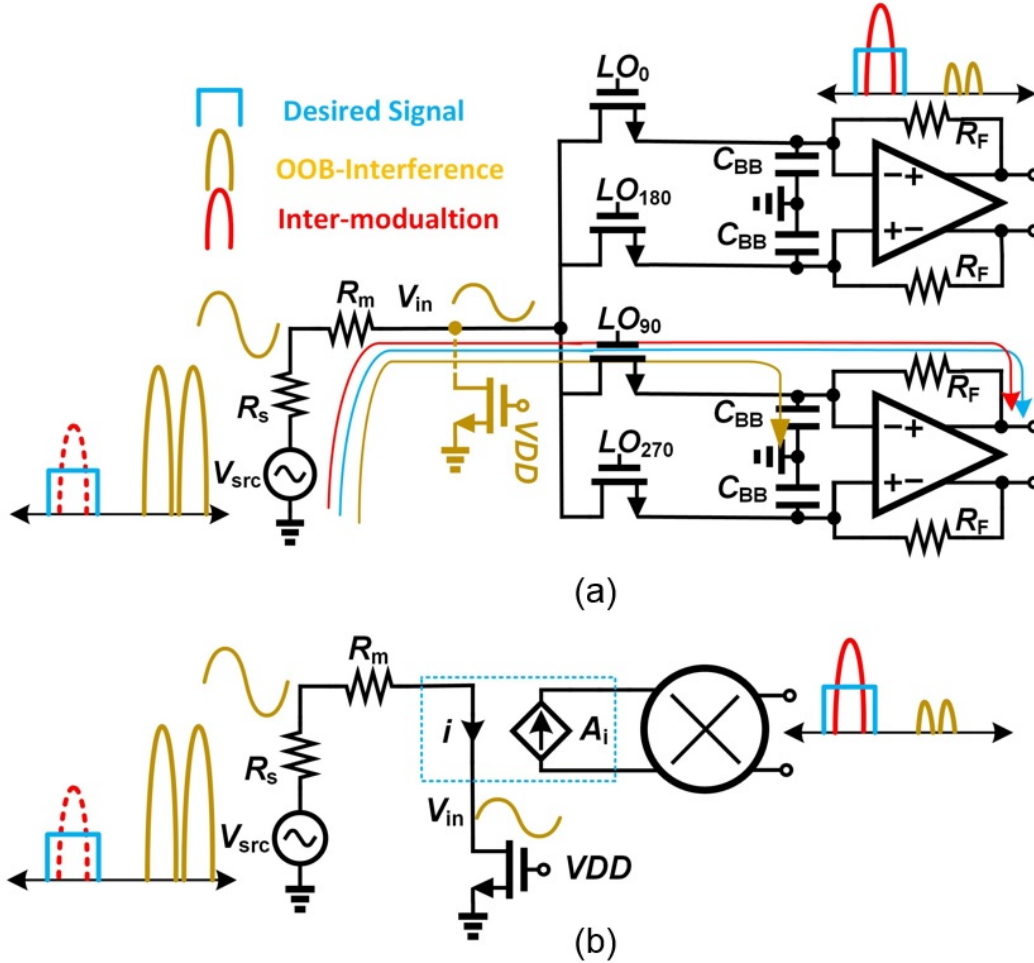 Desired Signal
OOB-Interference
Inter-modualtion
LO0
LO180
LO90
LO270
CBB
CBB
RF
RF
Rm
Vin
Rs
Vsrc
VDD
CBB
CBB
RF
RF
(a)
Rm
i
Ai
Rs
Vin
Vsrc
VDD
(b)